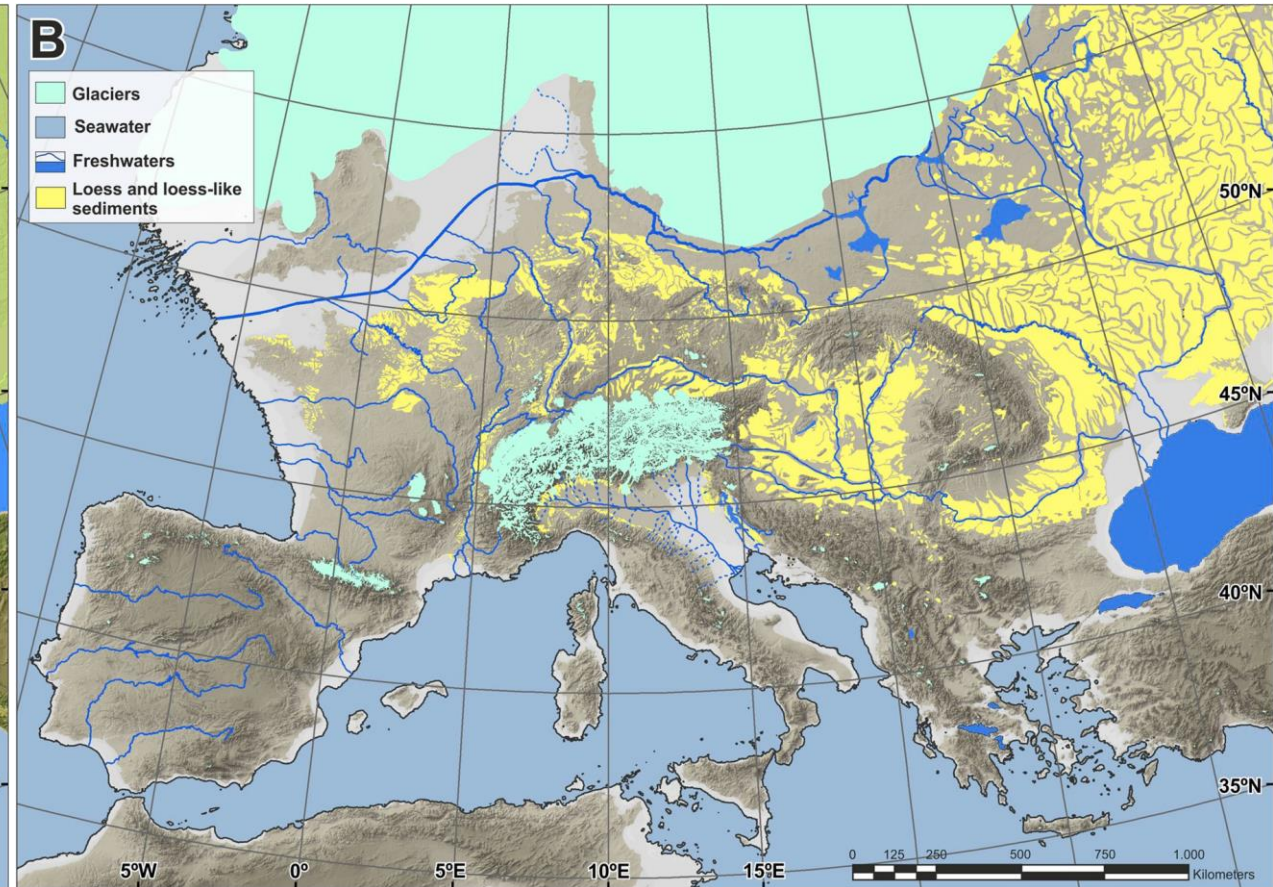 B
Glaciers
Seawater
Freshwaters
Loess and loess-like
sediments
50ºN
45ºN
40ºN
35ºN
5ºW
0º
5ºE
10ºE
15ºE
0 125 250 500 750 1.000
Kilometers